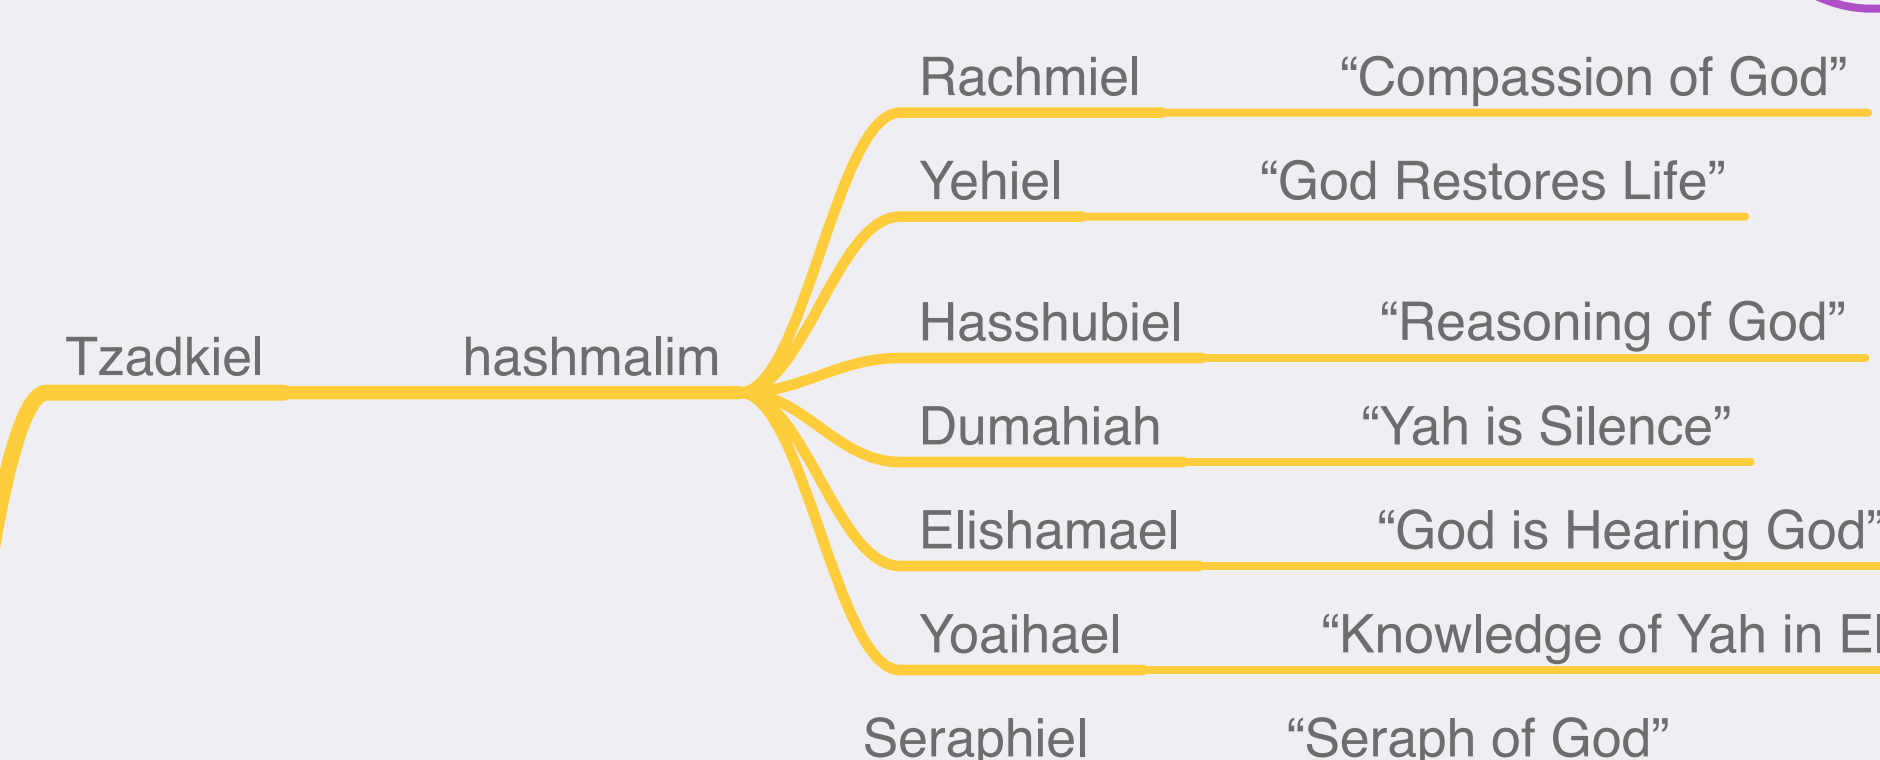 Rachmiel “Compassion of God”
Yehiel “God Restores Life”
Hasshubiel “Reasoning of God”
Tzadkiel hashmalim
Dumahiah “Yah is Silence”
Elishamael “God is Hearing God”
Yoaihael “Knowledge of Yah in El
Seraphiel “Seraph of God”